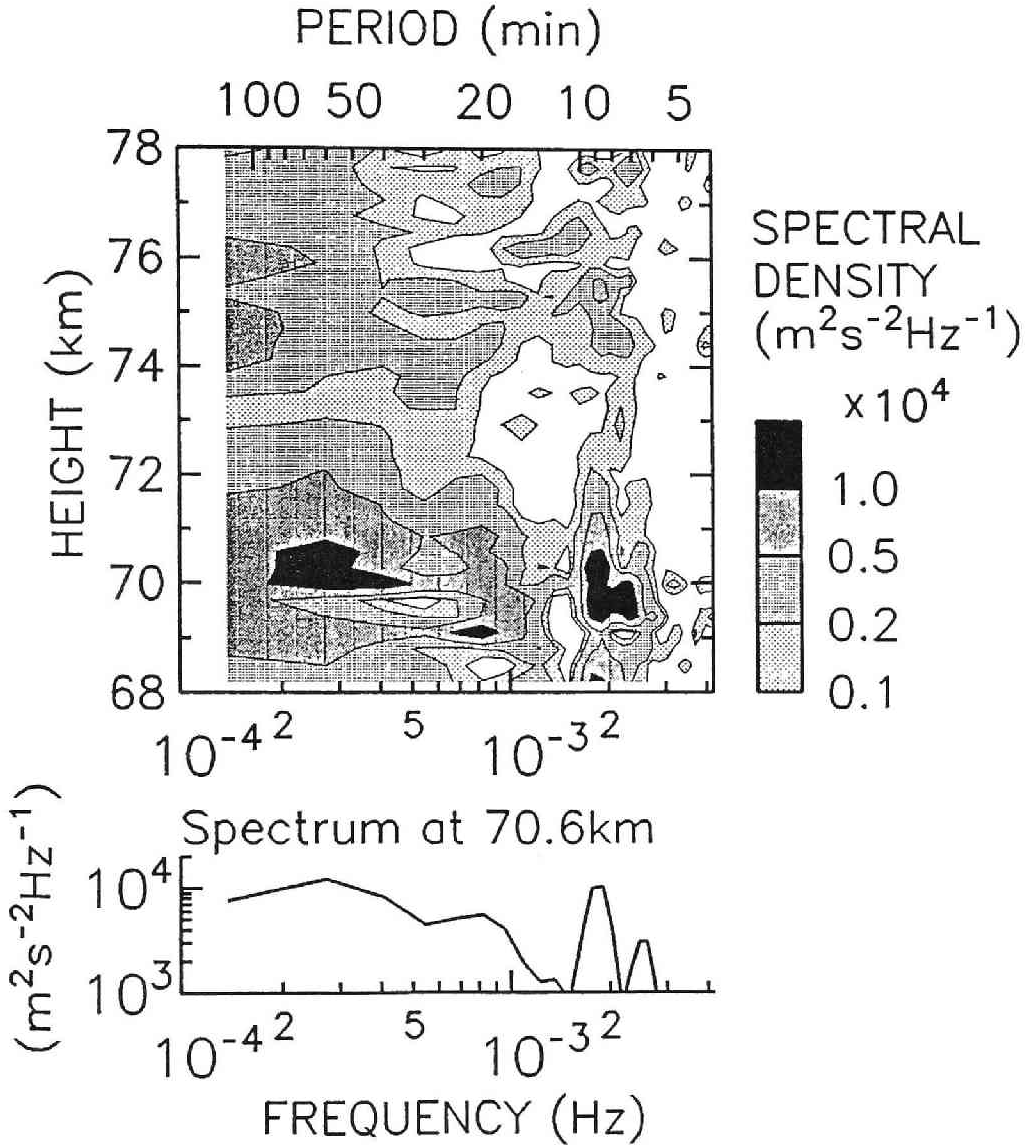 PERIOD (min)
100 50 20 10 5
78
76
74
72
70
68
HEIGHT (km)
10⁻⁴ 2 5 10⁻³ 2
SPECTRAL
DENSITY
(m²s⁻²Hz⁻¹)
x10⁴
1.0
0.5
0.2
0.1
Spectrum at 70.6km
(m²s⁻²Hz⁻¹)
10⁴
10³
10⁻⁴ 2 5 10⁻³ 2
FREQUENCY (Hz)